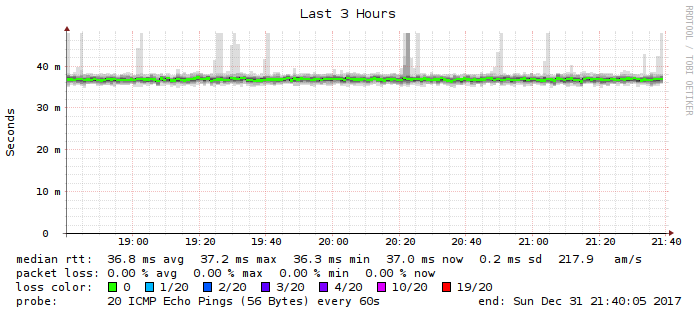 Last 3 Hours
RRDTOOL / TOBI OETIKER
Seconds
40 m
30 m
20 m
10 m
0
19:00 19:20 19:40 20:00 20:20 20:40 21:00 21:20 21:40
median rtt: 36.8 ms avg 37.2 ms max 36.3 ms min 37.0 ms now 0.2 ms sd 217.9 am/s
packet loss: 0.00 % avg 0.00 % max 0.00 % min 0.00 % now
loss color: 0 1/20 2/20 3/20 4/20 10/20 19/20
probe: 20 ICMP Echo Pings (56 Bytes) every 60s end: Sun Dec 31 21:40:05 2017